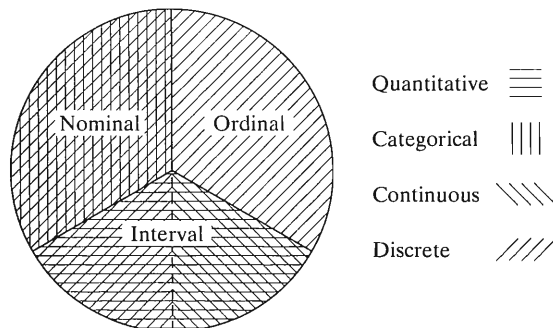 Nominal
Ordinal
Interval
Quantitative
Categorical
Continuous
Discrete